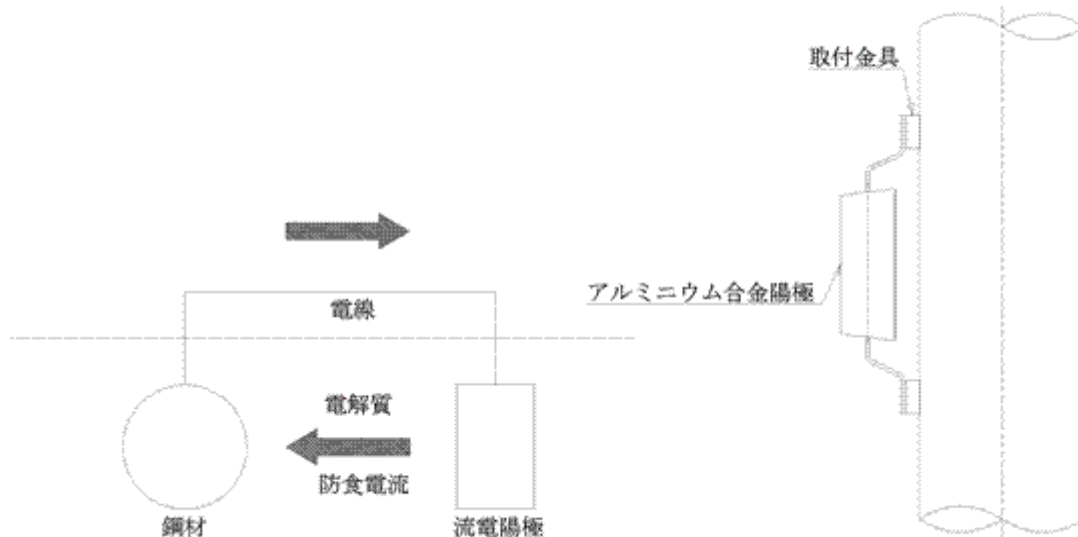 取付金具
アルミニウム合金陽極
電線
電解質
防食電流
鋼材
流電陽極